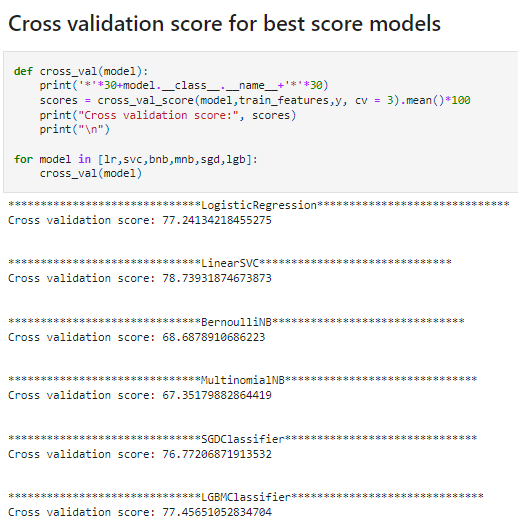 Cross validation score for best score models
def cross_val(model):
    print('*'*30+model.__class__.__name__+'*'*30)
    scores = cross_val_score(model,train_features,y, cv = 3).mean()*100
    print("Cross validation score:", scores)
    print("\n")
for model in [lr,svc,bnb,mnb,sgd,lgb]:
    cross_val(model)
******************************LogisticRegression******************************
Cross validation score: 77.24134218455275
******************************LinearSVC******************************
Cross validation score: 78.73931874673873
******************************BernoulliNB******************************
Cross validation score: 68.6878910686223
******************************MultinomialNB******************************
Cross validation score: 67.35179882864419
******************************SGDClassifier******************************
Cross validation score: 76.77206871913532
******************************LGBMClassifier******************************
Cross validation score: 77.45651052834704